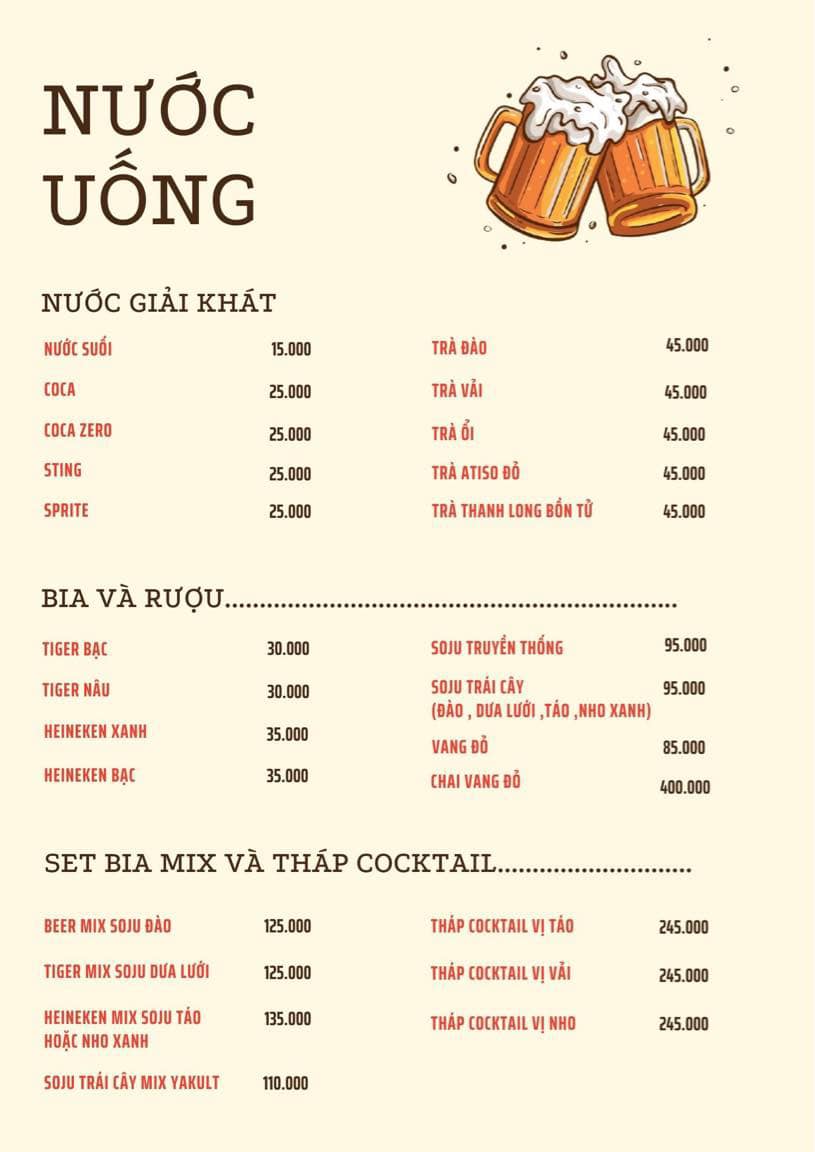 NƯỚC
UỐNG
NƯỚC GIẢI KHÁT
NƯỚC SUỐI 15.000
COCA 25.000
COCA ZERO 25.000
STING 25.000
SPRITE 25.000
TRÀ ĐÀO 45.000
TRÀ VẢI 45.000
TRÀ ỔI 45.000
TRÀ ATISO ĐỎ 45.000
TRÀ THANH LONG BỒN TỬ 45.000
BIA VÀ RƯỢU.................................................................
TIGER BẠC 30.000
TIGER NÂU 30.000
HEINEKEN XANH 35.000
HEINEKEN BẠC 35.000
SOJU TRUYỀN THỐNG 95.000
SOJU TRÁI CÂY 95.000
(ĐÀO , DƯA LƯỚI ,TÁO ,NHO XANH)
VANG ĐỎ 85.000
CHAI VANG ĐỎ 400.000
SET BIA MIX VÀ THÁP COCKTAIL............................
BEER MIX SOJU ĐÀO 125.000
TIGER MIX SOJU DƯA LƯỚI 125.000
HEINEKEN MIX SOJU TÁO 135.000
HOẶC NHO XANH
SOJU TRÁI CÂY MIX YAKULT 110.000
THÁP COCKTAIL VỊ TÁO 245.000
THÁP COCKTAIL VỊ VẢI 245.000
THÁP COCKTAIL VỊ NHO 245.000